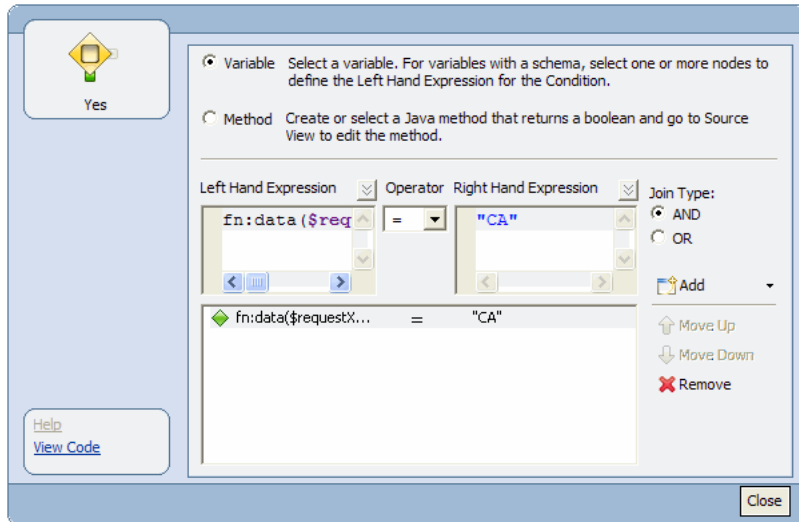 Yes
Variable Select a variable. For variables with a schema, select one or more nodes to
define the Left Hand Expression for the Condition.
Method Create or select a Java method that returns a boolean and go to Source
View to edit the method.
Left Hand Expression Operator Right Hand Expression Join Type:
fn:data($req = "CA" AND
OR
Add
fn:data($requestX... = "CA"
Move Up
Move Down
Remove
Help
View Code
Close